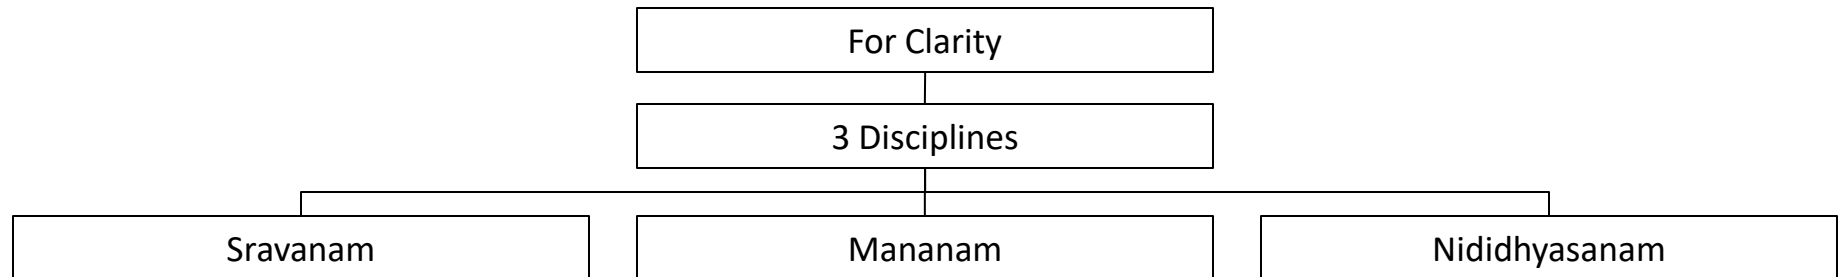 For Clarity
3 Disciplines
Sravanam
Mananam
Nididhyasanam